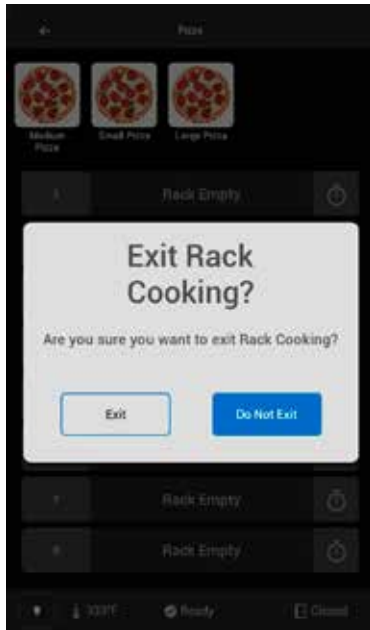 Pizza
Medium
Pizza
Small Pizza
Large Pizza
Rack Empty
Exit Rack
Cooking?
Are you sure you want to exit Rack Cooking?
Exit
Do Not Exit
Rack Empty
Rack Empty
Ready
Closed